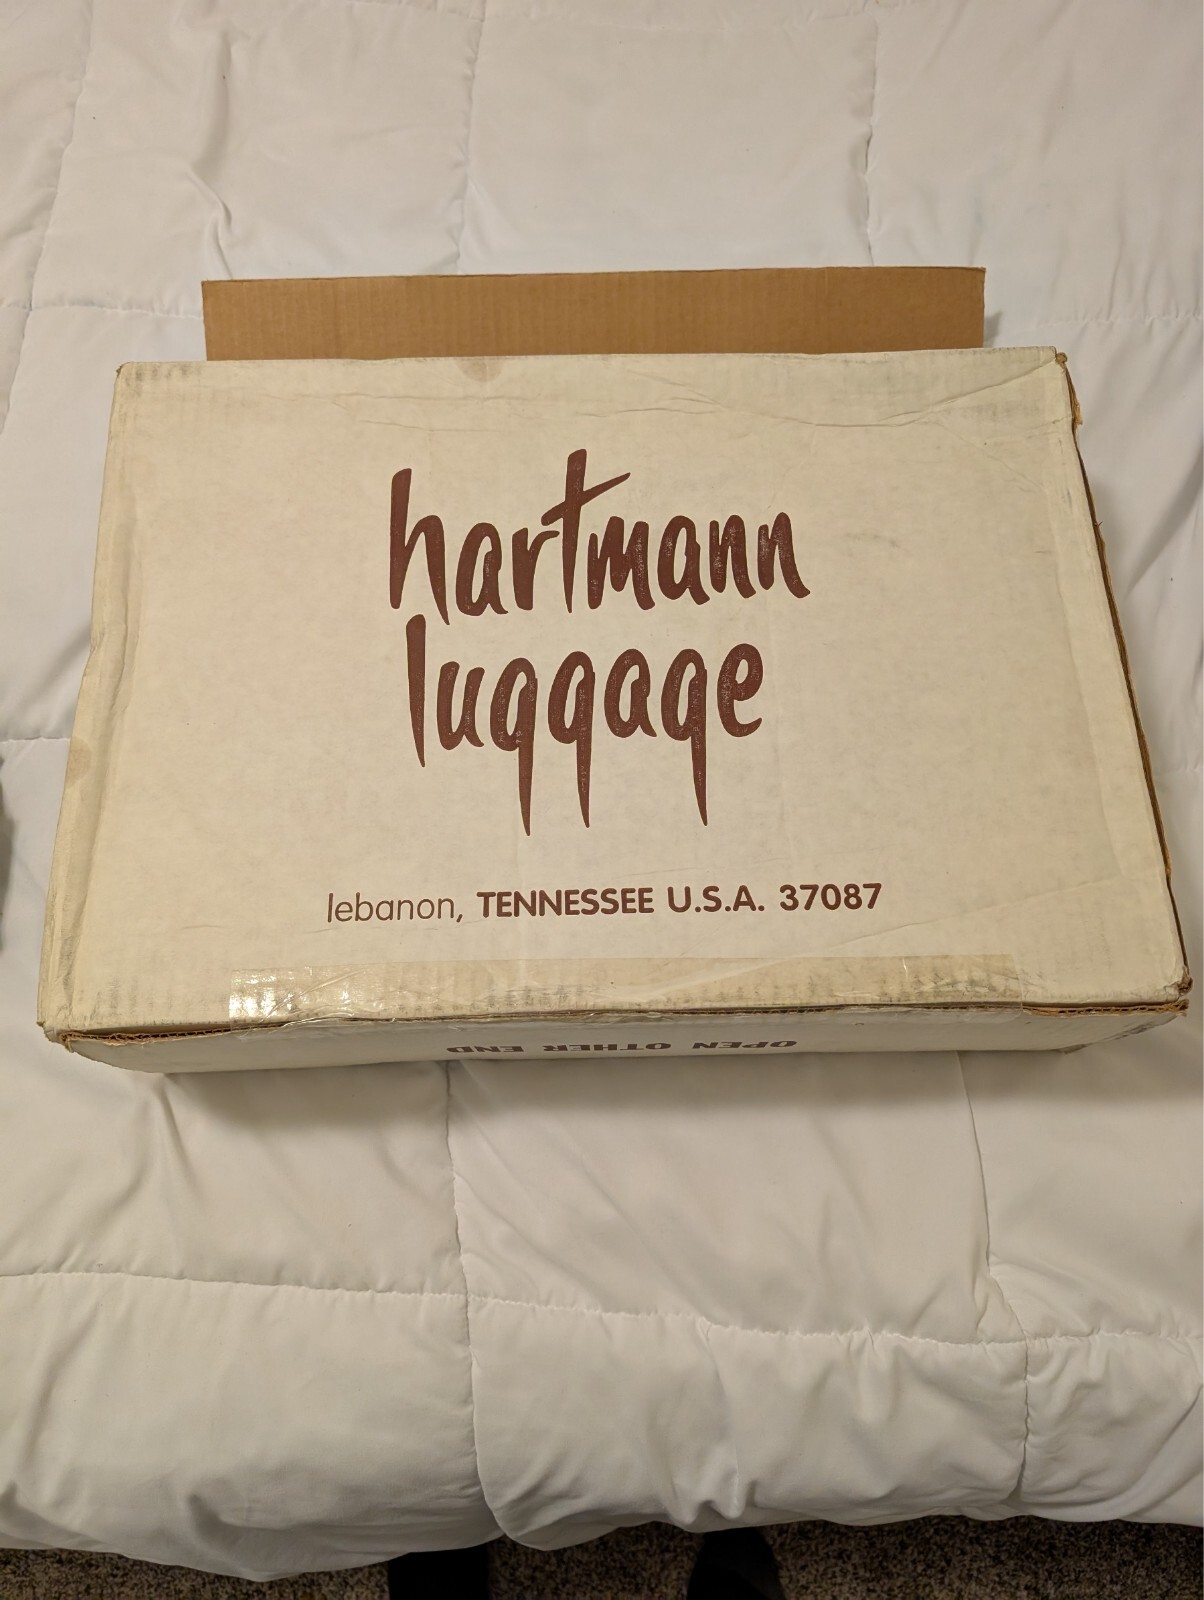 hartmann
luggage
lebanon, TENNESSEE U.S.A. 37087
OPEN OTHER END